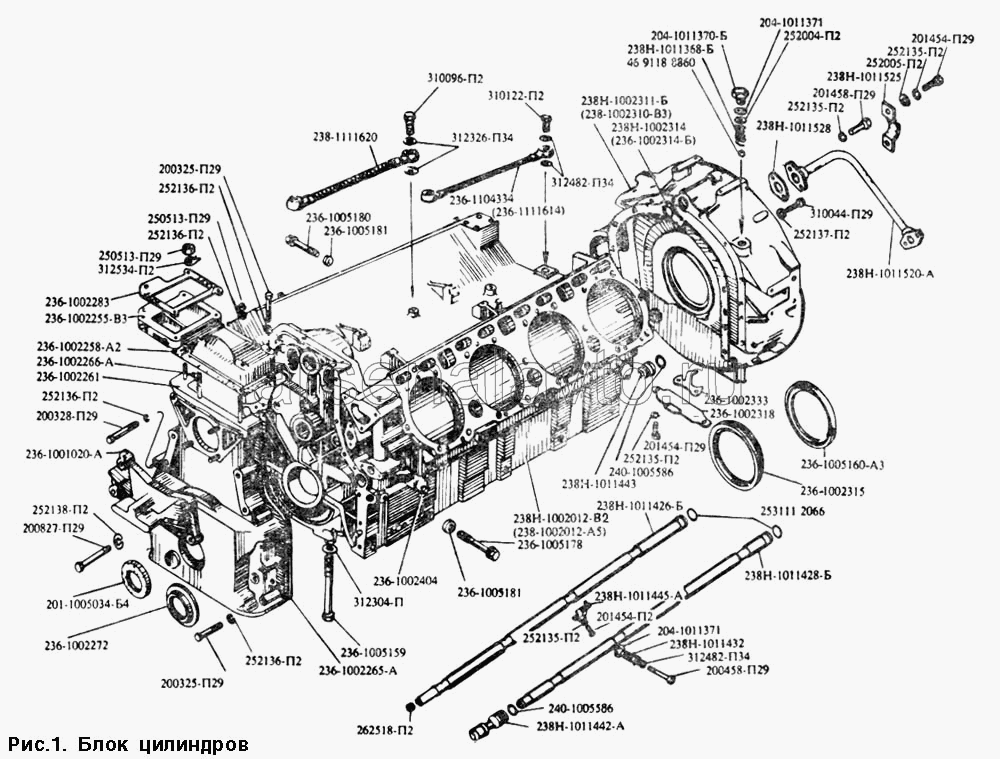 204-1011371
204-1011370-Б
252004-П2
238Н-1011368-Б
46 9118 8860
201454-П29
252135-П2
252005-П2
238Н-1011525
201458-П29
252135-П2
238Н-1011528
310096-П2
310122-П2
238Н-1002311-Б
(238-1002310-В3)
238Н-1002314
(236-1002314-Б)
238-1111620
312326-П34
312482-П34
236-1104334
(236-1111614)
200325-П29
252136-П2
250513-П29
252136-П2
236-1005180
236-1005181
250513-П29
312534-П2
310044-П29
252137-П2
238Н-1011520-А
236-1002283
236-1002255-В3
236-1002258-А2
236-1002266-А
236-1002261
252136-П2
200328-П29
236-1001020-А
236-1002333
236-1002318
201454-П29
252135-П2
240-1005586
238Н-1011443
236-1005160-А3
236-1002315
253111 2066
252138-П2
200827-П29
238Н-1011426-Б
238Н-1002012-В2
(238-1002012-А5)
236-1005178
238Н-1011428-Б
236-1002404
236-1005181
201-1005034-Б4
312304-П
238Н-1011445-А
201454-П2
252135-П2
204-1011371
238Н-1011432
312482-П34
200458-П29
236-1002272
236-1005159
252136-П2
236-1002265-А
200325-П29
240-1005586
238Н-1011442-А
262518-П2
Рис.1. Блок цилиндров